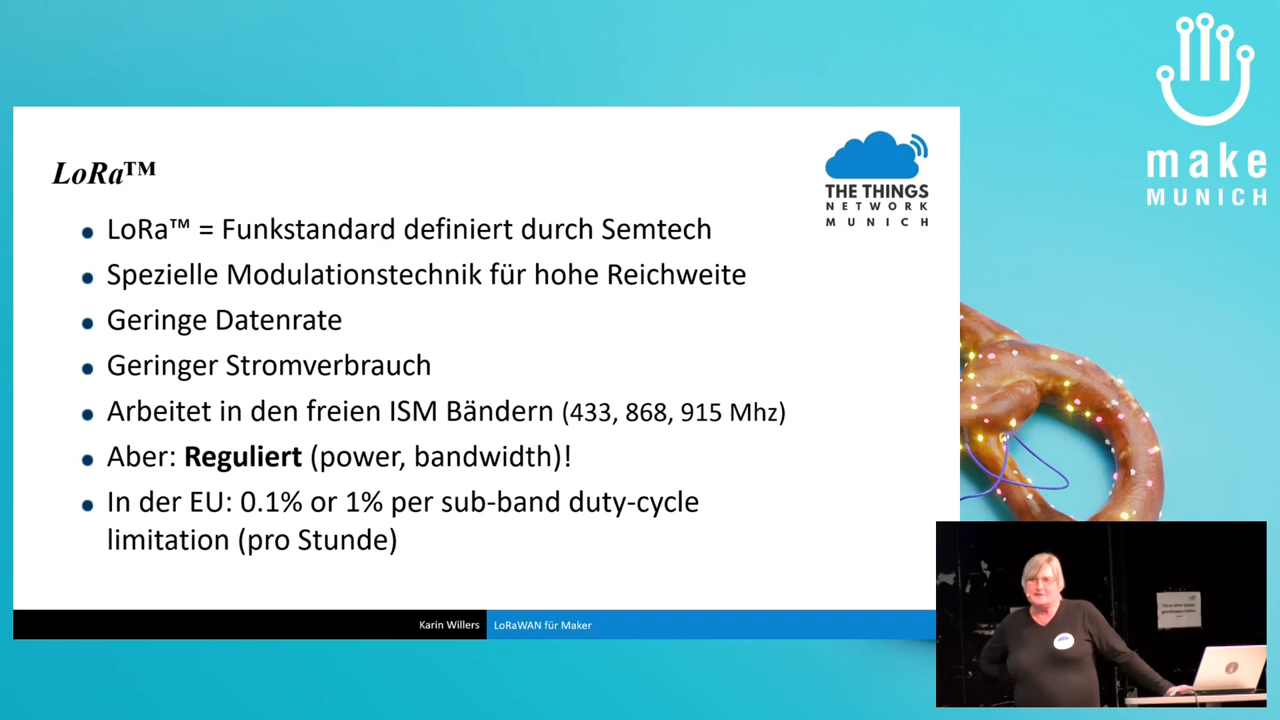 make
MUNICH
LoRa™
THE THINGS
NETWORK
MUNICH
LoRa™ = Funkstandard definiert durch Semtech
Spezielle Modulationstechnik für hohe Reichweite
Geringe Datenrate
Geringer Stromverbrauch
Arbeitet in den freien ISM Bändern (433, 868, 915 Mhz)
Aber: Reguliert (power, bandwidth)!
In der EU: 0.1% or 1% per sub-band duty-cycle
limitation (pro Stunde)
Karin Willers
LoRaWAN für Maker